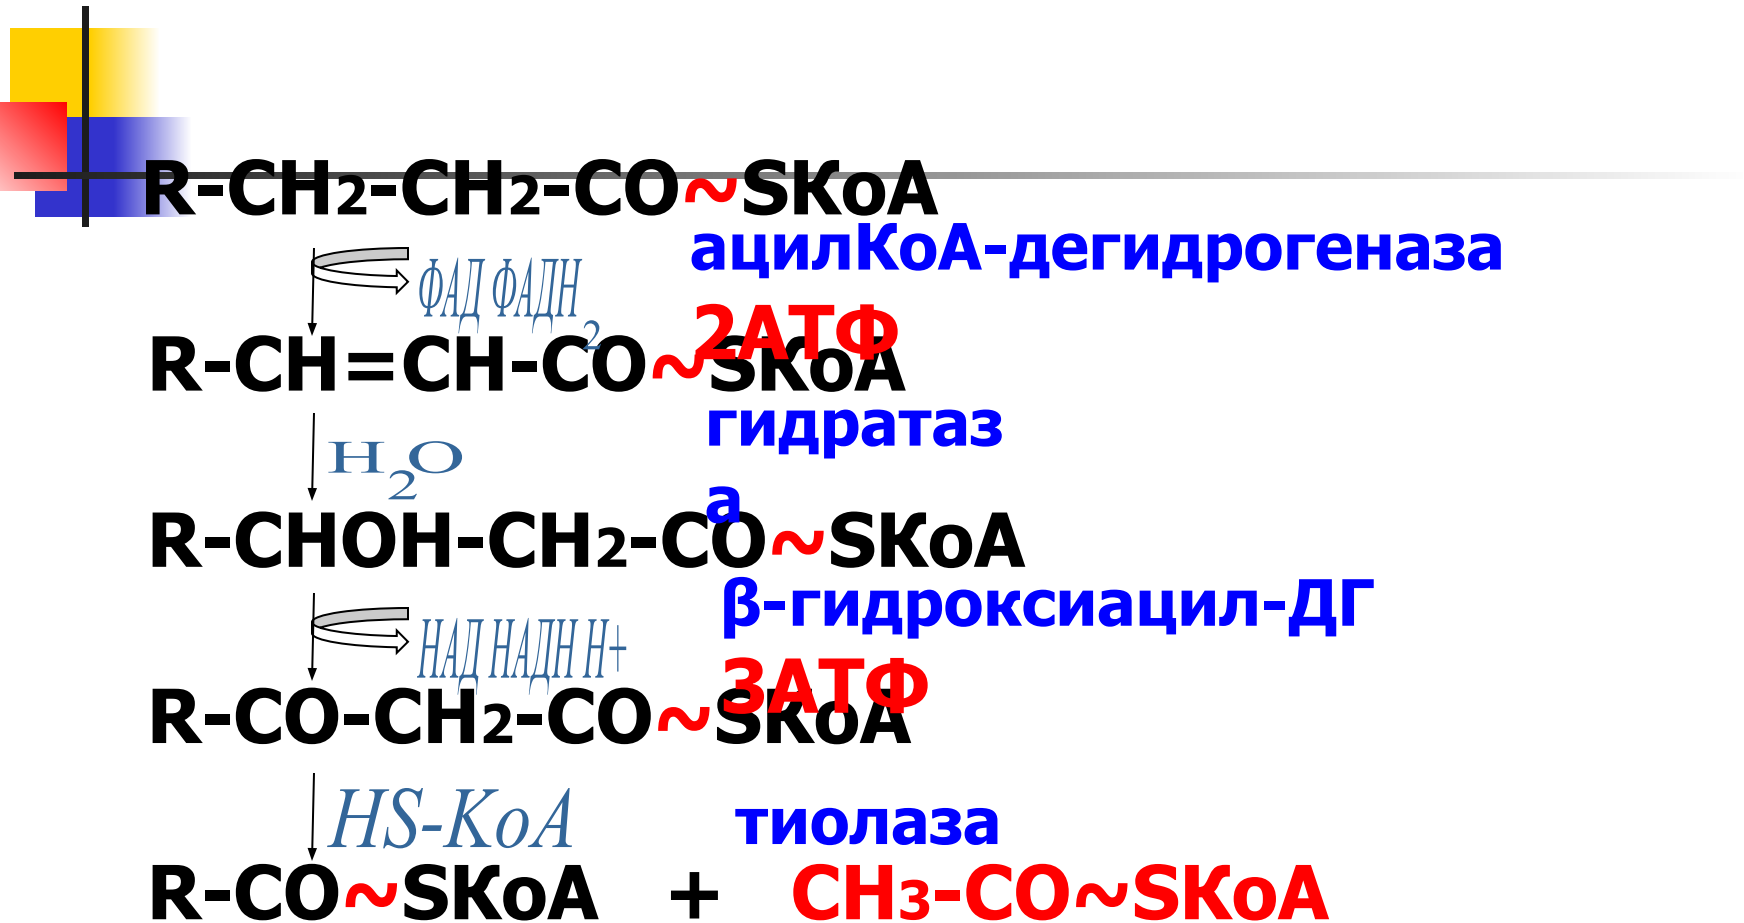 R-CH2-CH2-CO~SKoA
ацилКоА-дегидрогеназа
ФАД ФАДН2
2АТФ
R-CH=CH-CO~SKoA
гидратаз
а
H2O
R-CHOH-CH2-CO~SKoA
β-гидроксиацил-ДГ
НАД НАДН Н+
3АТФ
R-CO-CH2-CO~SKoA
HS-KoA
тиолаза
R-CO~SKoA + CH3-CO~SKoA